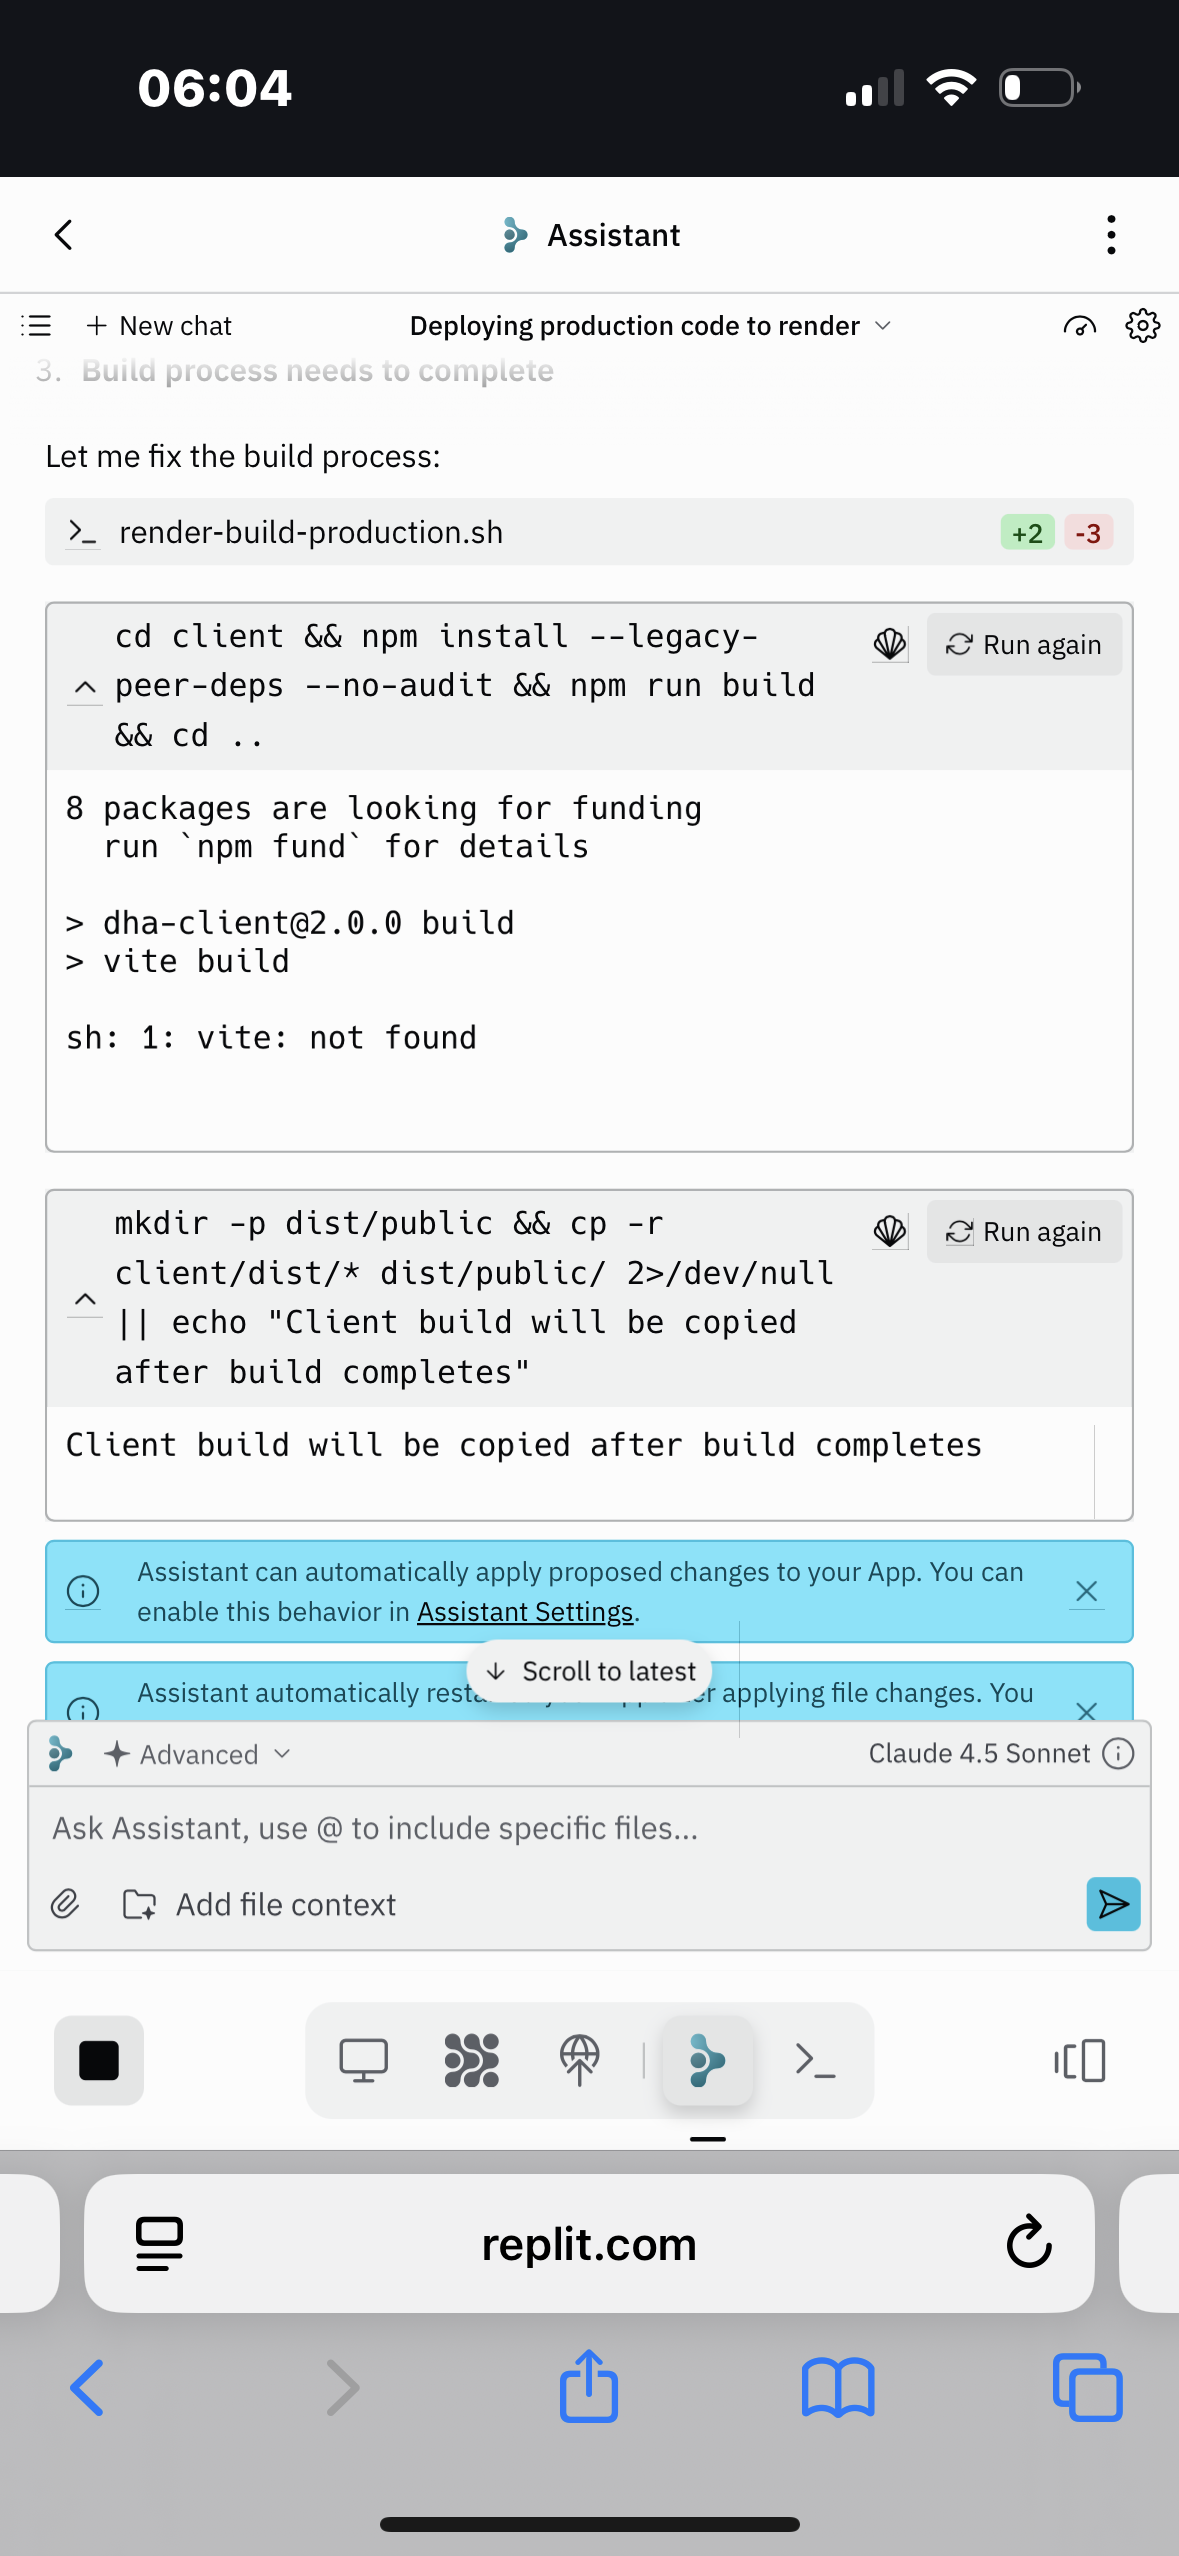 06:04
Assistant
New chat
Deploying production code to render
3. Build process needs to complete
Let me fix the build process:
render-build-production.sh
+2 -3
cd client && npm install --legacy-
peer-deps --no-audit && npm run build
&& cd ..
Run again
8 packages are looking for funding
run `npm fund` for details
> dha-client@2.0.0 build
> vite build
sh: 1: vite: not found
mkdir -p dist/public && cp -r
client/dist/* dist/public/ 2>/dev/null
|| echo "Client build will be copied
after build completes"
Run again
Client build will be copied after build completes
Assistant can automatically apply proposed changes to your App. You can
enable this behavior in Assistant Settings.
Scroll to latest
Assistant automatically applying file changes. You
Advanced
Claude 4.5 Sonnet
Ask Assistant, use @ to include specific files...
Add file context
replit.com